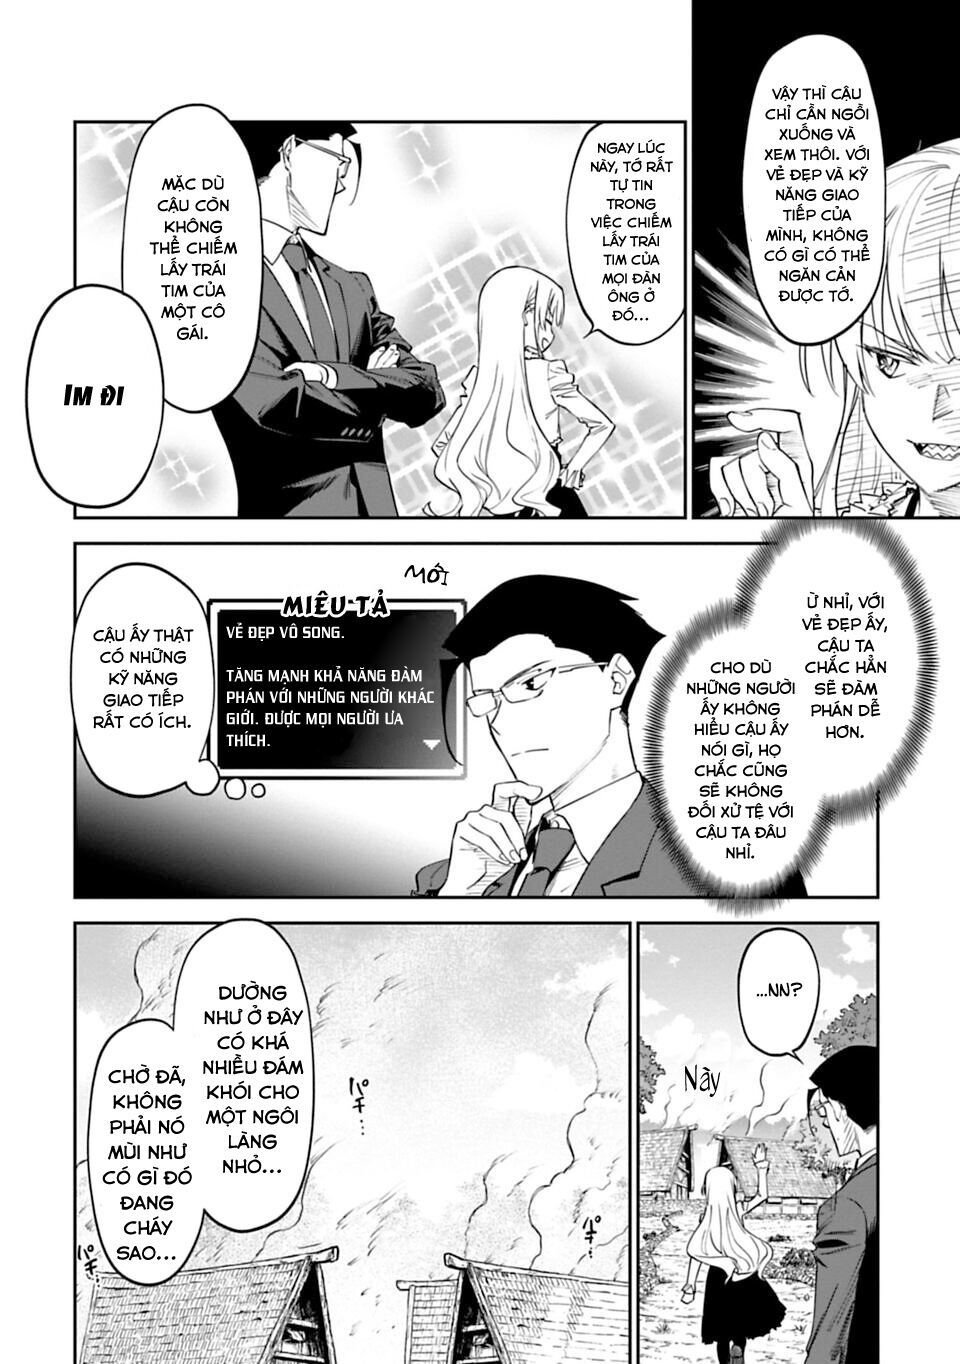 VẬY THÌ CẬU
CHỈ CẦN NGỒI
XUỐNG VÀ
XEM THÔI. VỚI
VẺ ĐẸP VÀ KỸ
NĂNG GIAO
TIẾP CỦA
MÌNH, KHÔNG
CÓ GÌ CÓ THỂ
NGĂN CẢN
ĐƯỢC TỚ.
NGAY LÚC
NÀY, TỚ RẤT
TỰ TIN
TRONG
VIỆC CHIẾM
LẤY TRÁI
TIM CỦA
MỌI ĐÀN
ÔNG Ở
ĐÓ...
MẶC DÙ
CẬU CÒN
KHÔNG
THỂ CHIẾM
LẤY TRÁI
TIM CỦA
MỘT CÔ
GÁI.
IM ĐI
Ừ NHỈ, VỚI
VẺ ĐẸP ẤY,
CẬU TA
CHẮC HẲN
SẼ ĐÀM
PHÁN DỄ
HƠN.
CHO DÙ
NHỮNG NGƯỜI
ẤY KHÔNG
HIỂU CẬU ẤY
NÓI GÌ, HỌ
CHẮC CŨNG
SẼ KHÔNG
ĐỐI XỬ TỆ VỚI
CẬU TA ĐÂU
NHỈ.
MỚI
MIÊU TẢ
VẺ ĐẸP VÔ SONG.
TĂNG MẠNH KHẢ NĂNG ĐÀM
PHÁN VỚI NHỮNG NGƯỜI KHÁC
GIỚI. ĐƯỢC MỌI NGƯỜI ƯA
THÍCH.
CẬU ẤY THẬT
CÓ NHỮNG
KỸ NĂNG
GIAO TIẾP
RẤT CÓ ÍCH.
...NN?
Này
DƯỜNG
NHƯ Ở ĐÂY
CÓ KHÁ
NHIỀU ĐÁM
KHÓI CHO
MỘT NGÔI
LÀNG
NHỎ...
パチ…
CHỜ ĐÃ,
KHÔNG
PHẢI NÓ
MÙI NHƯ
CÓ GÌ ĐÓ
ĐANG
CHÁY
SAO...
パチ…
パチ…